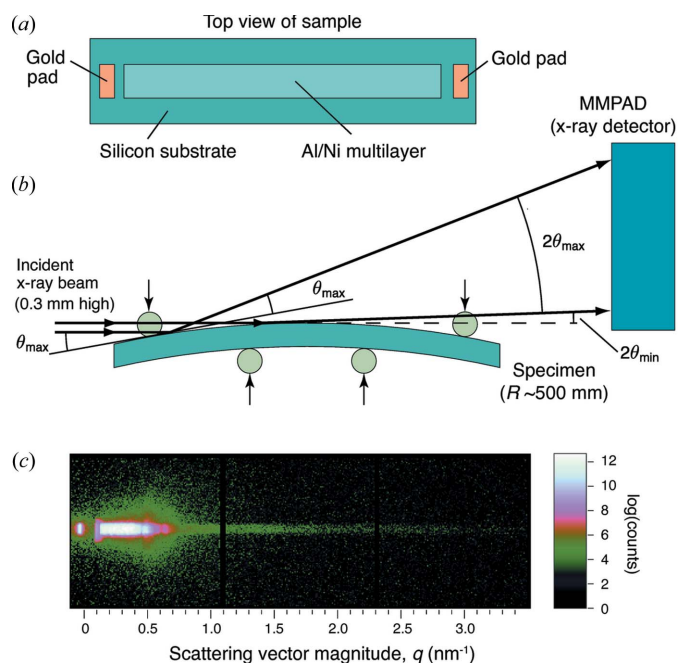 (a)
Top view of sample
Gold
pad
Gold pad
Silicon substrate
Al/Ni multilayer
MMPAD
(x-ray detector)
(b)
Incident
x-ray beam
(0.3 mm high)
θmax
θmax
2θmax
2θmin
Specimen
(R ~500 mm)
(c)
12
10
8
6
4
2
0
log(counts)
0 0.5 1.0 1.5 2.0 2.5 3.0
Scattering vector magnitude, q (nm⁻¹)